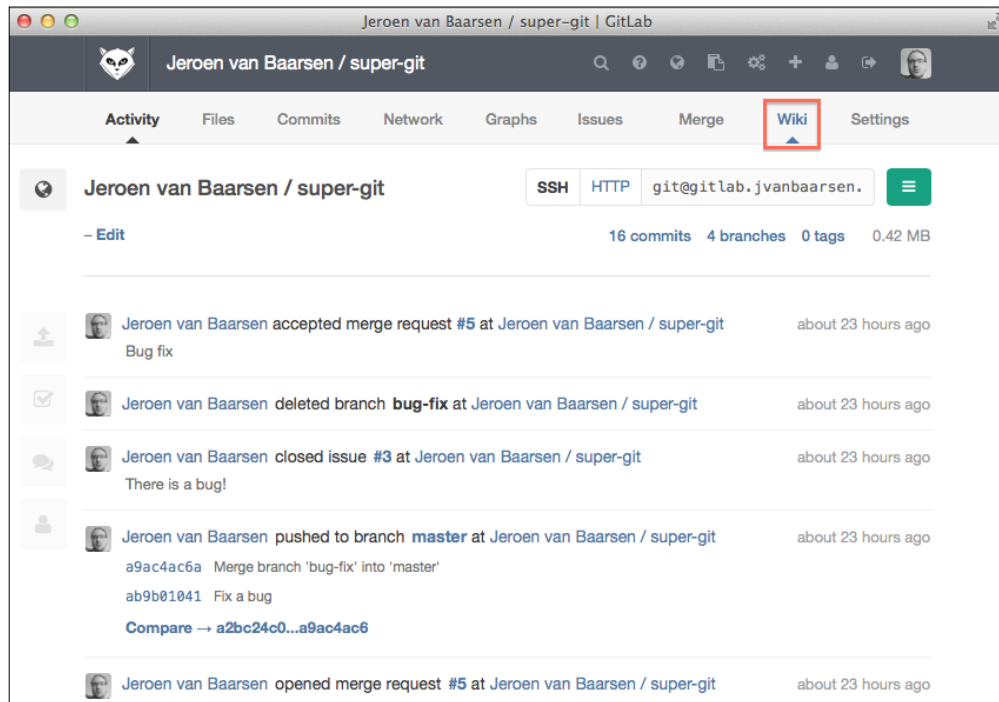 Jeroen van Baarsen / super-git | GitLab
Jeroen van Baarsen / super-git
Activity Files Commits Network Graphs Issues Merge Wiki Settings
Jeroen van Baarsen / super-git SSH HTTP git@gitlab.jvanbaarsen.
– Edit 16 commits 4 branches 0 tags 0.42 MB
Jeroen van Baarsen accepted merge request #5 at Jeroen van Baarsen / super-git about 23 hours ago
Bug fix
Jeroen van Baarsen deleted branch bug-fix at Jeroen van Baarsen / super-git about 23 hours ago
Jeroen van Baarsen closed issue #3 at Jeroen van Baarsen / super-git about 23 hours ago
There is a bug!
Jeroen van Baarsen pushed to branch master at Jeroen van Baarsen / super-git about 23 hours ago
a9ac4ac6a Merge branch 'bug-fix' into 'master'
ab9b01041 Fix a bug
Compare → a2bc24c0...a9ac4ac6
Jeroen van Baarsen opened merge request #5 at Jeroen van Baarsen / super-git about 23 hours ago